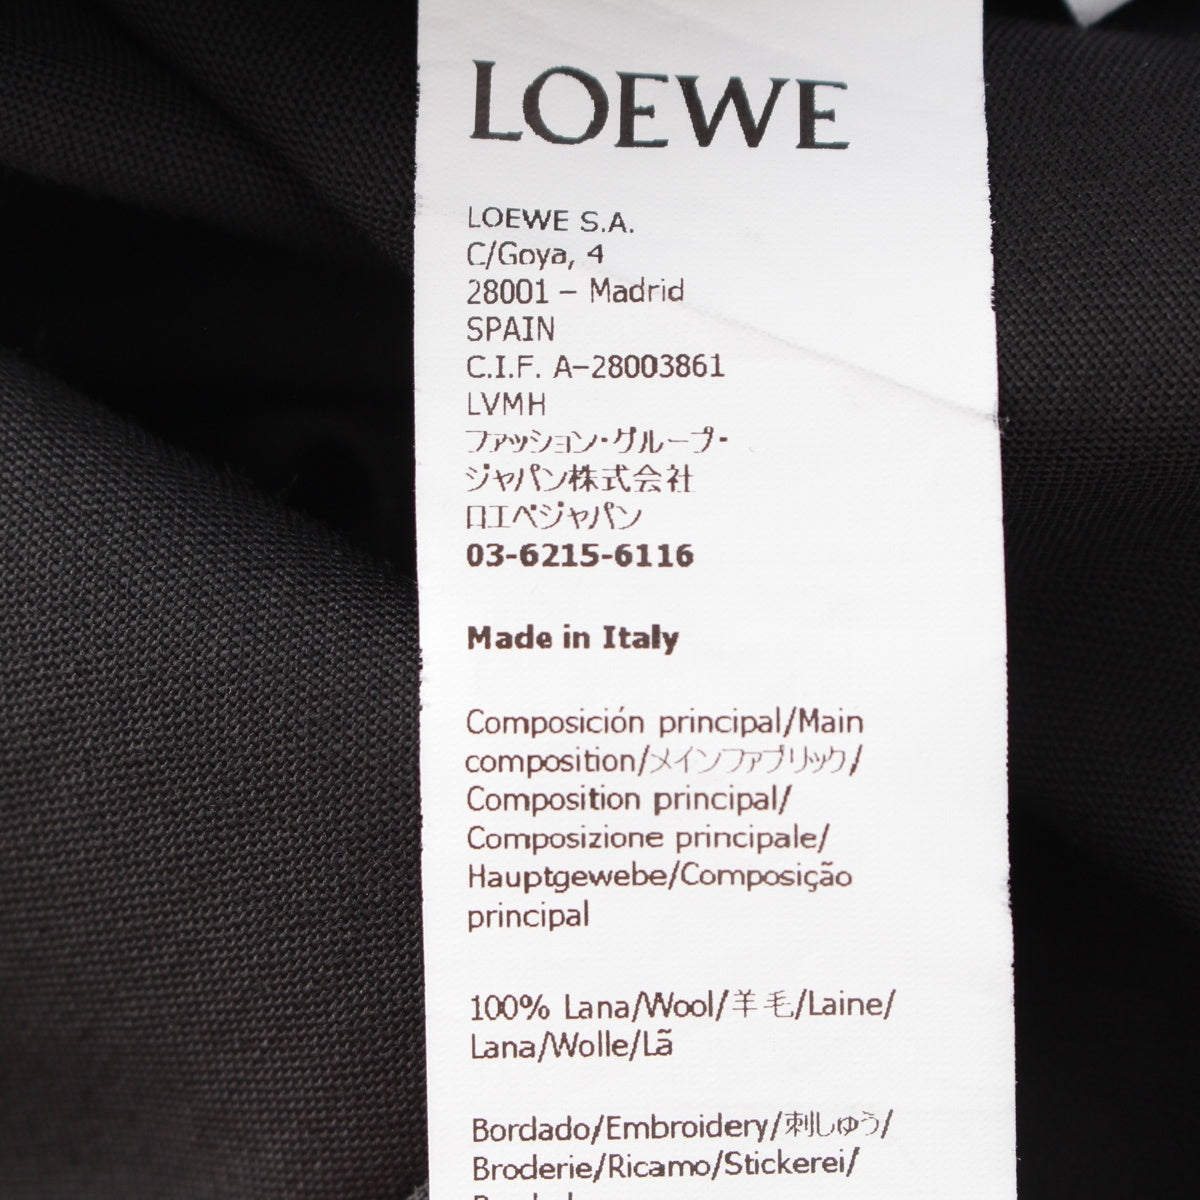 LOEWE
LOEWE S.A.
C/Goya, 4
28001 – Madrid
SPAIN
C.I.F. A-28003861
LVMH
ファッション・グループ・
ジャパン株式会社
ロエベジャパン
03-6215-6116
Made in Italy
Composición principal/Main
composition/メインファブリック/
Composition principal/
Composizione principale/
Hauptgewebe/Composição
principal
100% Lana/Wool/羊毛/Laine/
Lana/Wolle/Lã
Bordado/Embroidery/刺しゅう/
Broderie/Ricamo/Stickerei/